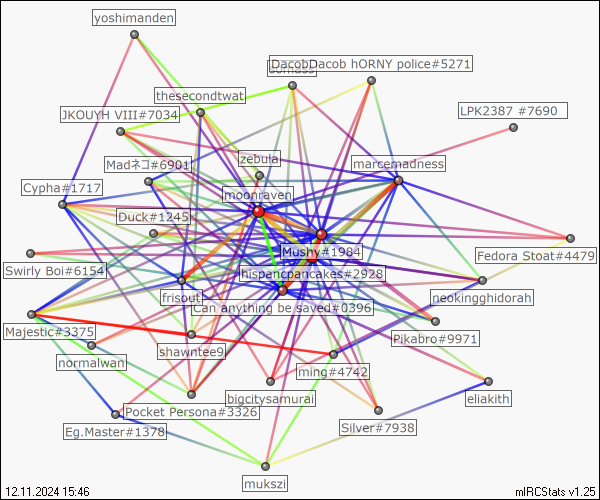 yoshimanden
DacobDacob hORNY police#5271
thesecondtwat
JKOUYH VIII#7034
LPK2387 #7690
zebula
Madネコ#6901
marcemadness
Cypha#1717
moonraven
Duck#1245
Mushy#1984
Fedora Stoat#4479
Swirly Boi#6154
hispancpancakes#2928
frisout
neokingghidorah
Can anything be saved#0396
Majestic#3375
Pikabro#9971
shawntee9
normalwan
ming#4742
bigcitysamurai
eliakith
Pocket Persona#3326
Silver#7938
Eg.Master#1378
mukszi
12.11.2024 15:46
mIRCStats v1.25